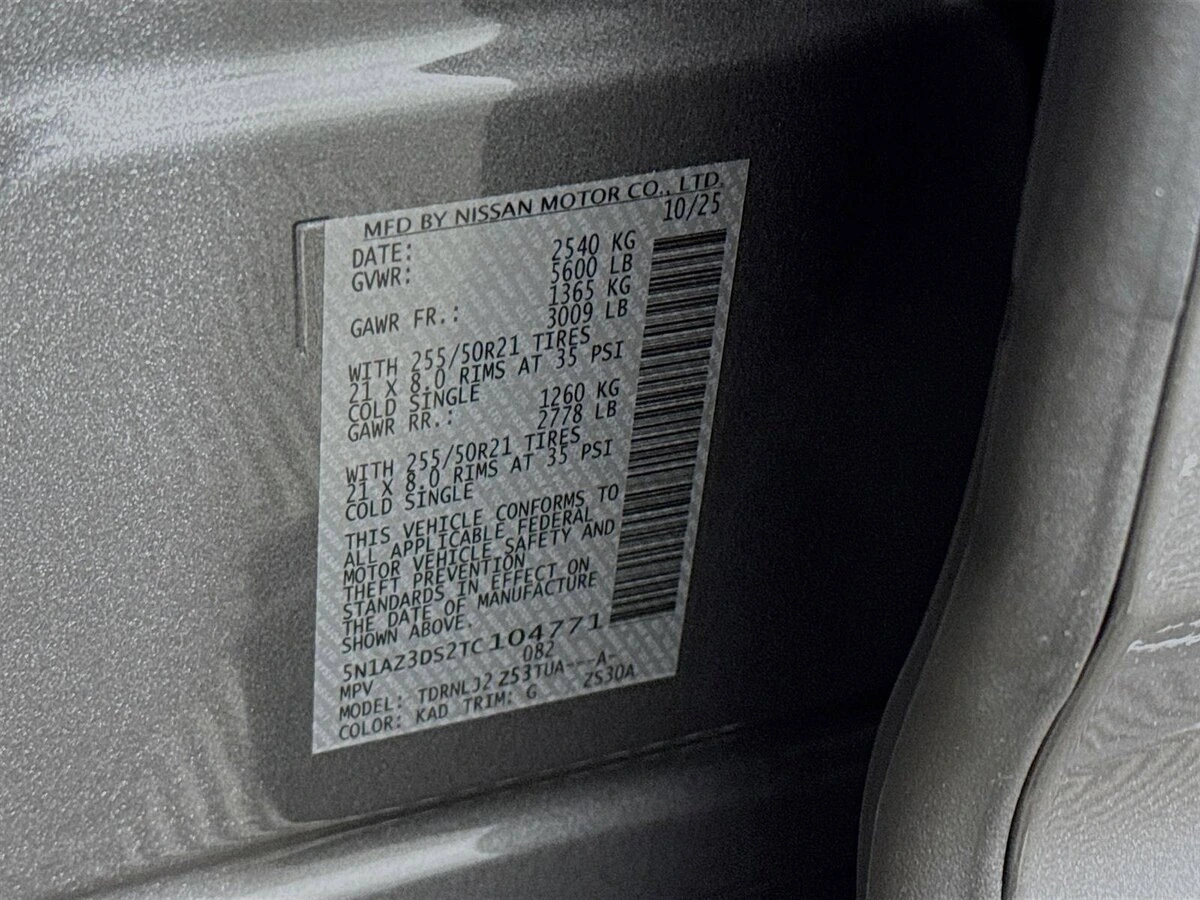 MFD BY NISSAN MOTOR CO., LTD.
DATE: 10/25
GVWR: 2540 KG
5600 LB
1365 KG
GAWR FR.: 3009 LB
WITH 255/50R21 TIRES
21 X 8.0 RIMS AT 35 PSI
COLD SINGLE 1260 KG
GAWR RR.: 2778 LB
WITH 255/50R21 TIRES
21 X 8.0 RIMS AT 35 PSI
COLD SINGLE
THIS VEHICLE CONFORMS TO
ALL APPLICABLE FEDERAL
MOTOR VEHICLE SAFETY AND
THEFT PREVENTION
STANDARDS IN EFFECT ON
THE DATE OF MANUFACTURE
SHOWN ABOVE.
5N1AZ3DS2TC104771
MPV 082
MODEL: TDRNLJ2 Z53TUA---A-
COLOR: KAD TRIM: G ZS30A